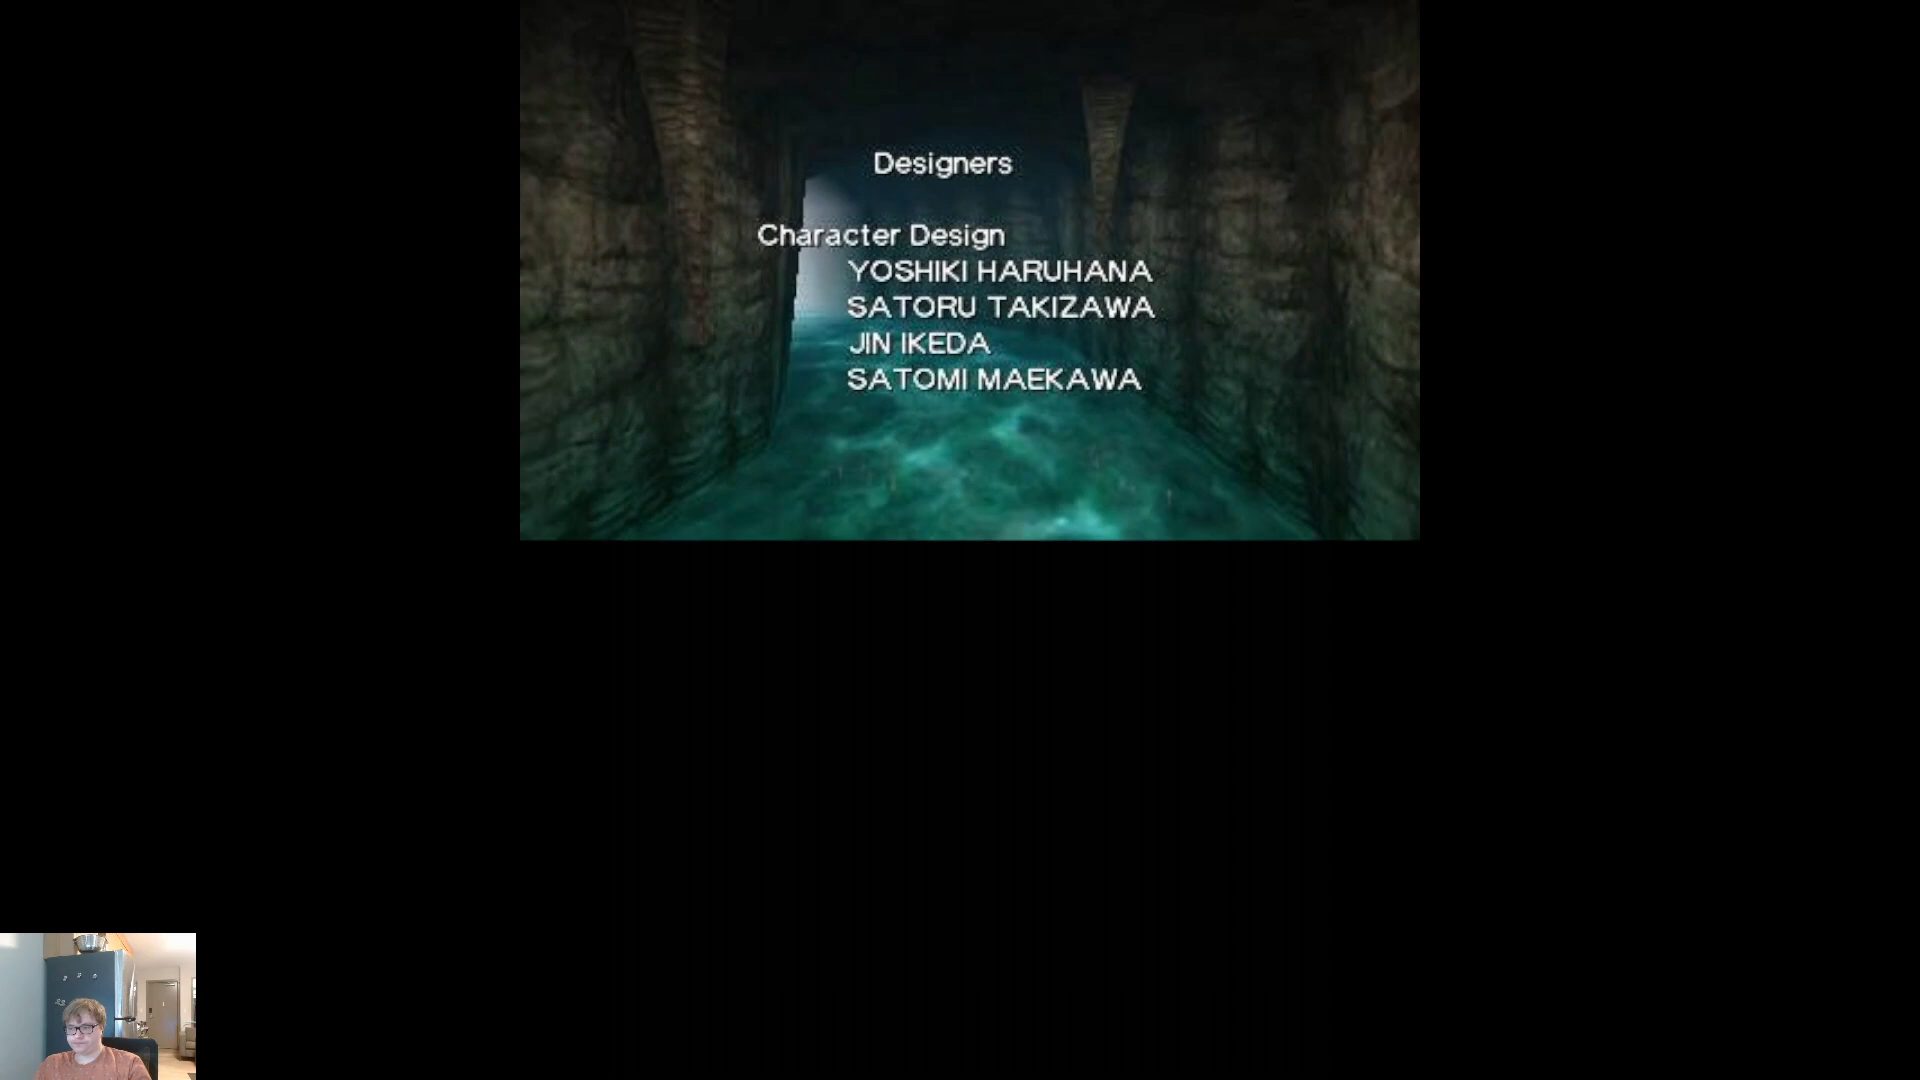 Designers
Character Design
YOSHIKI HARUHANA
SATORU TAKIZAWA
JIN IKEDA
SATOMI MAEKAWA